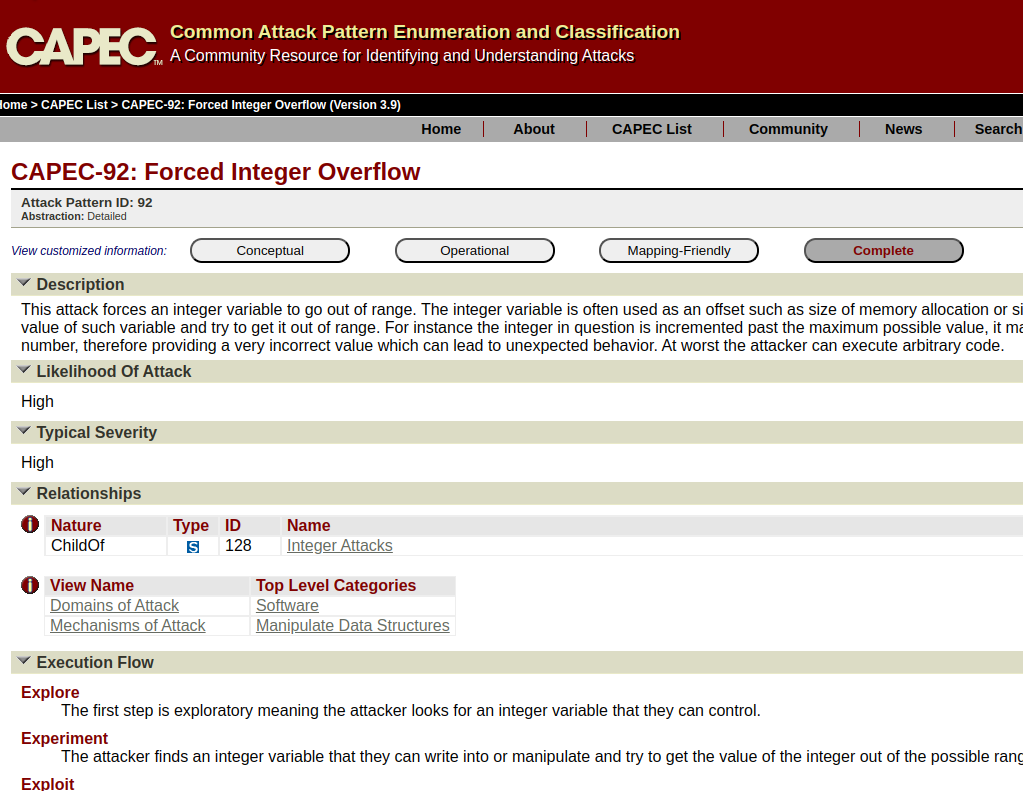 CAPEC™
Common Attack Pattern Enumeration and Classification
A Community Resource for Identifying and Understanding Attacks
Home > CAPEC List > CAPEC-92: Forced Integer Overflow (Version 3.9)
Home About CAPEC List Community News Search
CAPEC-92: Forced Integer Overflow
Attack Pattern ID: 92
Abstraction: Detailed
View customized information: Conceptual Operational Mapping-Friendly Complete
Description
This attack forces an integer variable to go out of range. The integer variable is often used as an offset such as size of memory allocation or si
value of such variable and try to get it out of range. For instance the integer in question is incremented past the maximum possible value, it ma
number, therefore providing a very incorrect value which can lead to unexpected behavior. At worst the attacker can execute arbitrary code.
Likelihood Of Attack
High
Typical Severity
High
Relationships
Nature Type ID Name
ChildOf S 128 Integer Attacks
View Name Top Level Categories
Domains of Attack Software
Mechanisms of Attack Manipulate Data Structures
Execution Flow
Explore
The first step is exploratory meaning the attacker looks for an integer variable that they can control.
Experiment
The attacker finds an integer variable that they can write into or manipulate and try to get the value of the integer out of the possible rang
Exploit